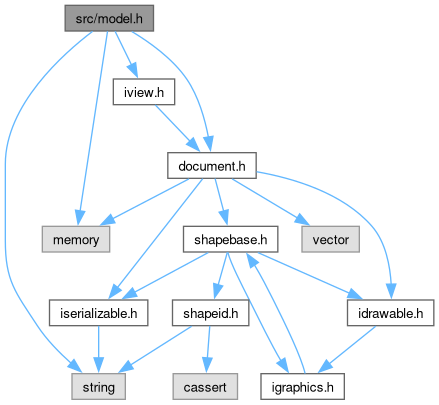 src/model.h
iview.h
document.h
memory
shapebase.h
vector
iserializable.h
shapeid.h
idrawable.h
string
cassert
igraphics.h